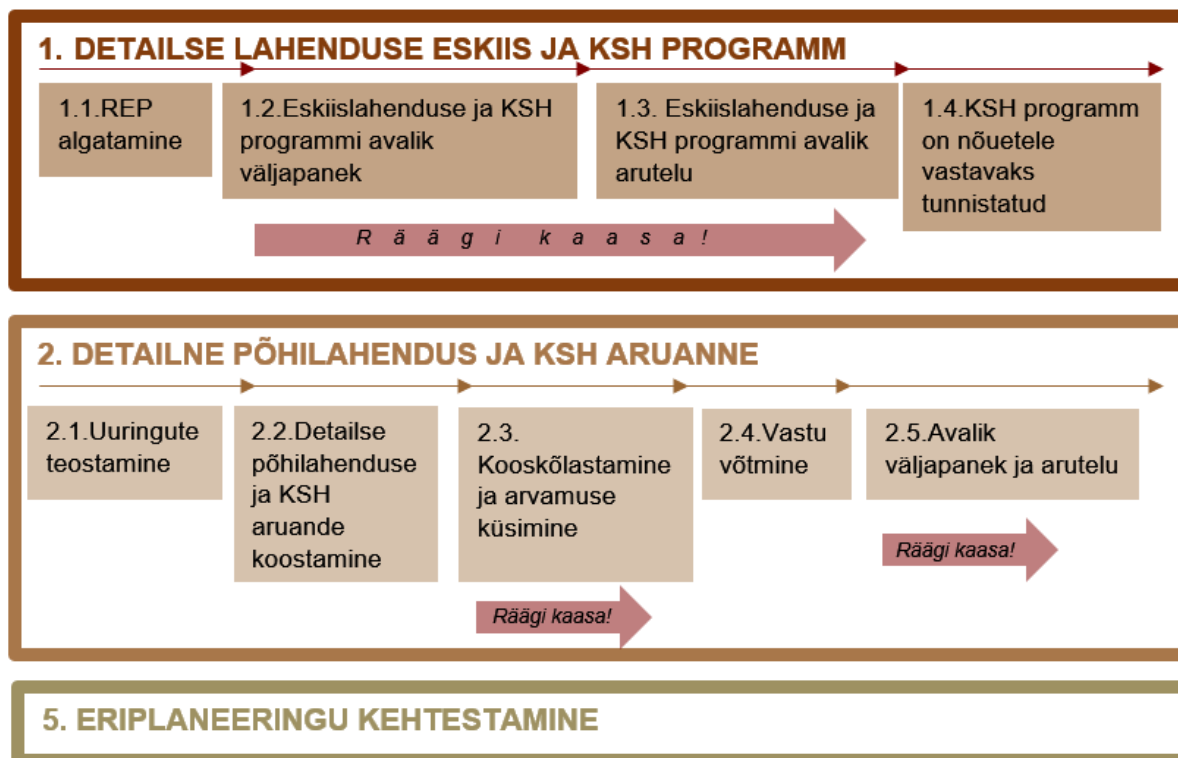 1. DETAILSE LAHENDUSE ESKIIS JA KSH PROGRAMM
1.1.REP
algatamine
1.2.Eskiislahenduse ja KSH
programmi avalik
väljapanek
1.3. Eskiislahenduse ja
KSH programmi avalik
arutelu
1.4.KSH programm
on nõuetele
vastavaks
tunnistatud
R ä ä g i k a a s a !
2. DETAILNE PÕHILAHENDUS JA KSH ARUANNE
2.1.Uuringute
teostamine
2.2.Detailse
põhilahenduse
ja KSH
aruande
koostamine
2.3.
Kooskõlastamine
ja arvamuse
küsimine
2.4.Vastu
võtmine
2.5.Avalik
väljapanek ja arutelu
Räägi kaasa!
Räägi kaasa!
5. ERIPLANEERINGU KEHTESTAMINE